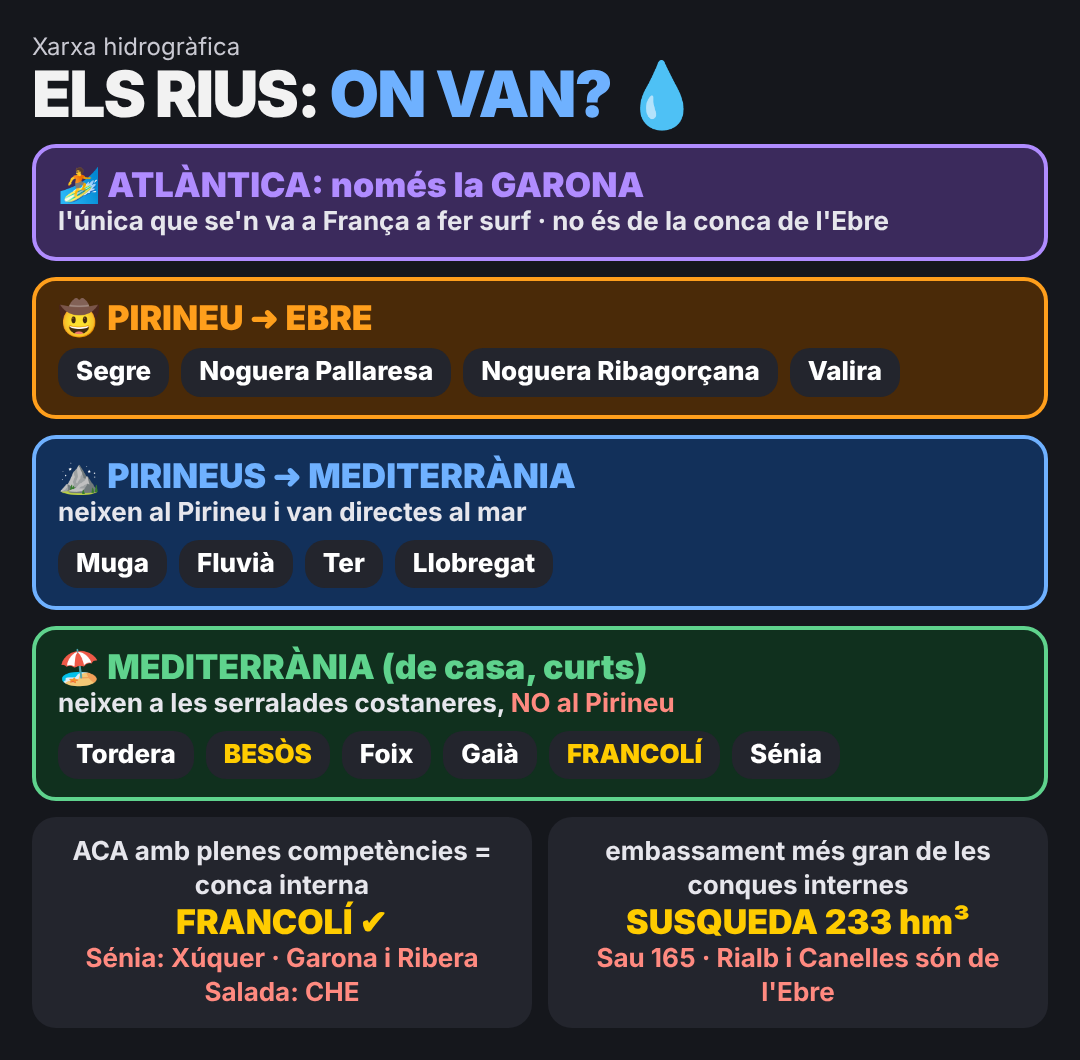 Xarxa hidrogràfica
ELS RIUS: ON VAN? 💧
🏄 ATLÀNTICA: només la GARONA
l'única que se'n va a França a fer surf · no és de la conca de l'Ebre
🤠 PIRINEU → EBRE
Segre Noguera Pallaresa Noguera Ribagorçana Valira
⛰️ PIRINEUS → MEDITERRÀNIA
neixen al Pirineu i van directes al mar
Muga Fluvià Ter Llobregat
🏖️ MEDITERRÀNIA (de casa, curts)
neixen a les serralades costaneres, NO al Pirineu
Tordera BESÒS Foix Gaià FRANCOLÍ Sénia
ACA amb plenes competències =
conca interna
FRANCOLÍ ✔
Sénia: Xúquer · Garona i Ribera
Salada: CHE
embassament més gran de les
conques internes
SUSQUEDA 233 hm³
Sau 165 · Rialb i Canelles són de
l'Ebre